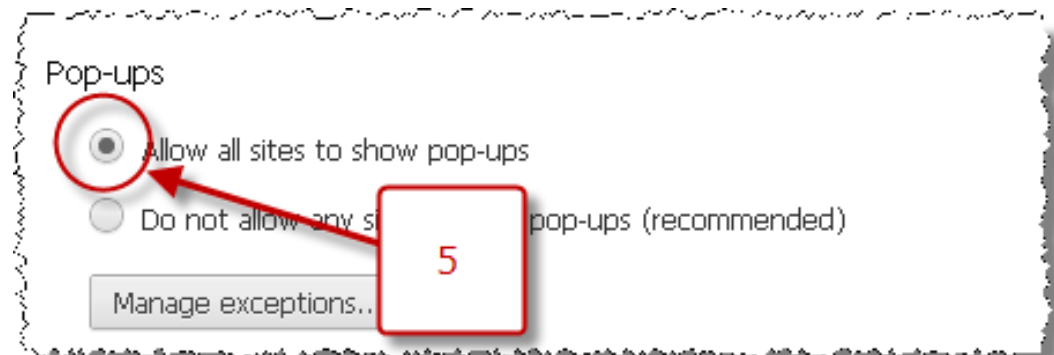 Pop-ups
Allow all sites to show pop-ups
Do not allow any pop-ups (recommended)
5
Manage exceptions..